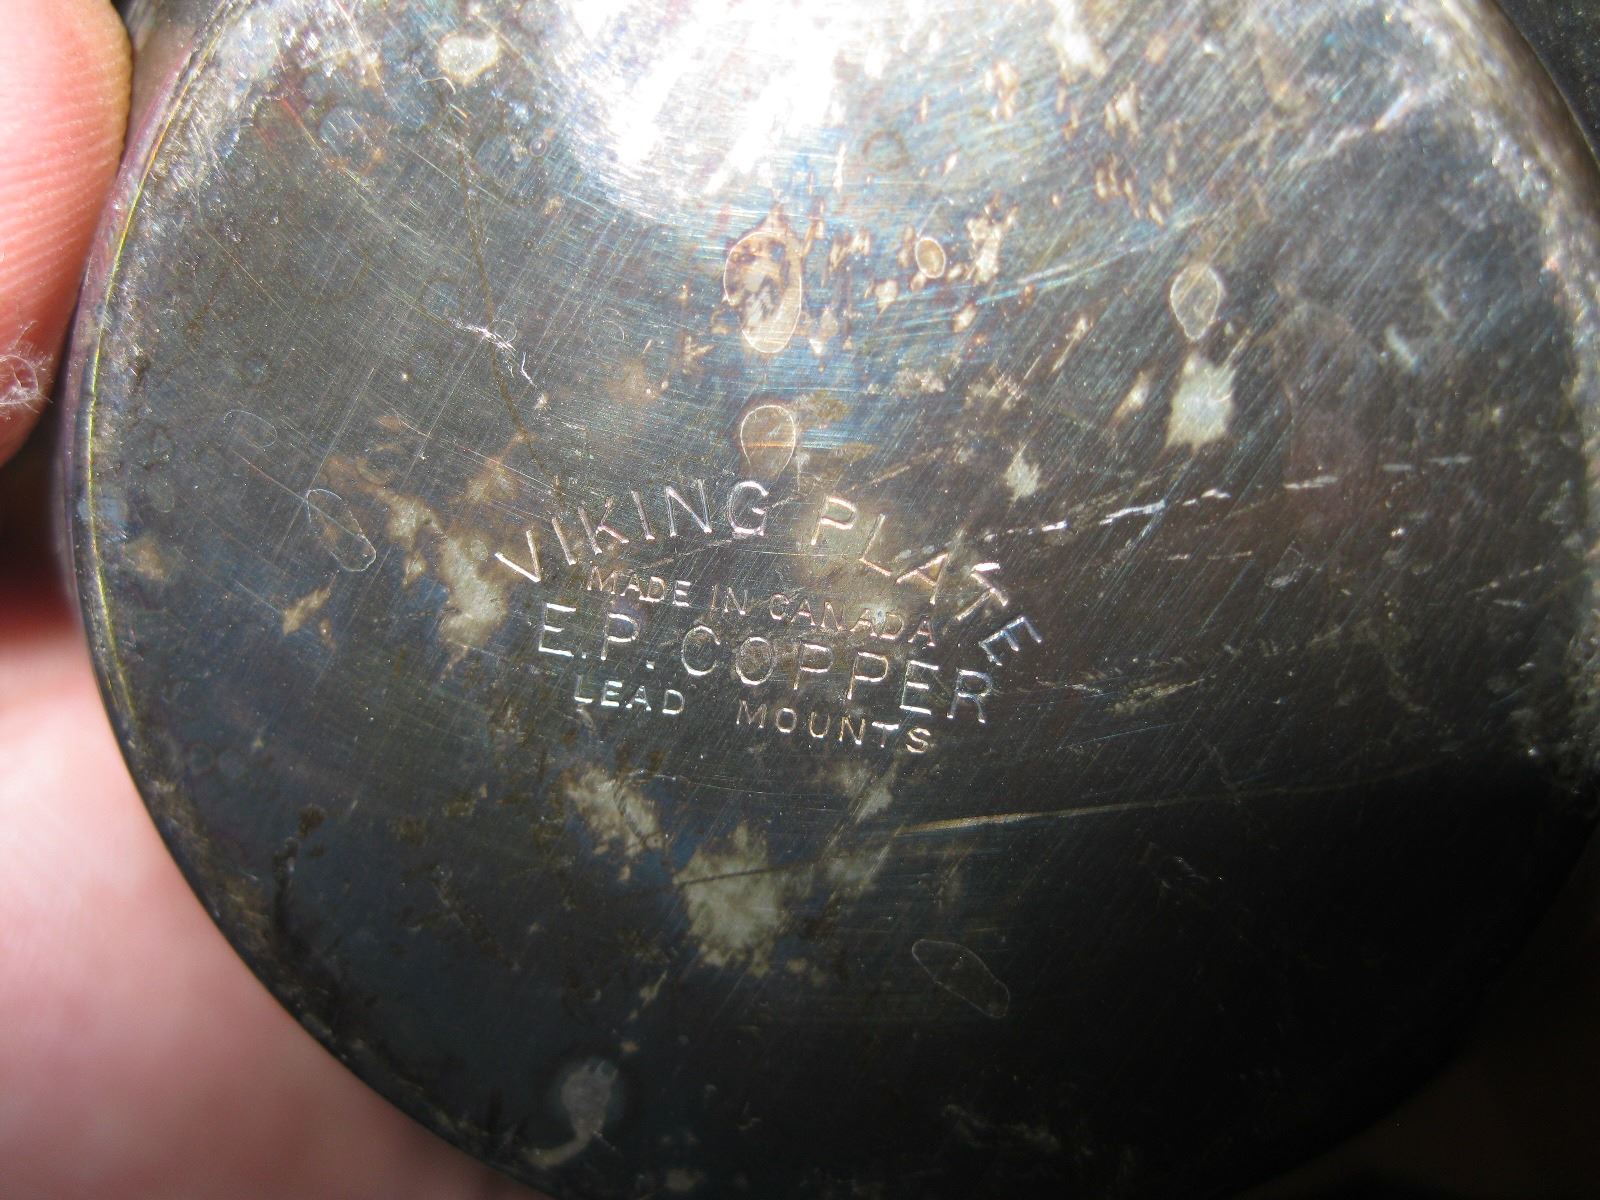 VIKING PLATE
MADE IN CANADA
E.P. COPPER
LEAD MOUNTS